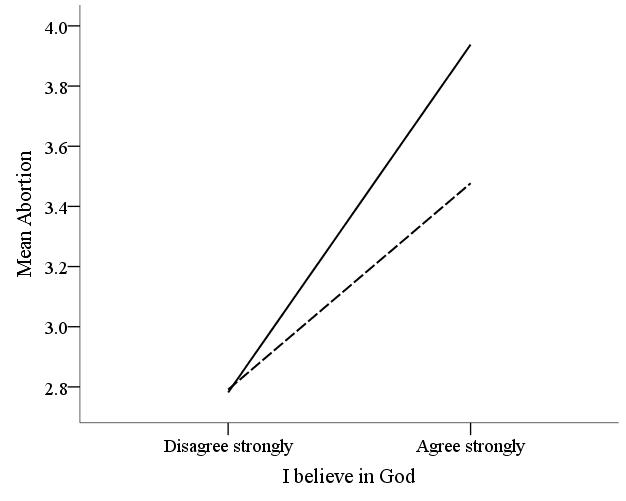 4.0
3.8
3.6
3.4
3.2
3.0
2.8
Mean Abortion
Disagree strongly
Agree strongly
I believe in God